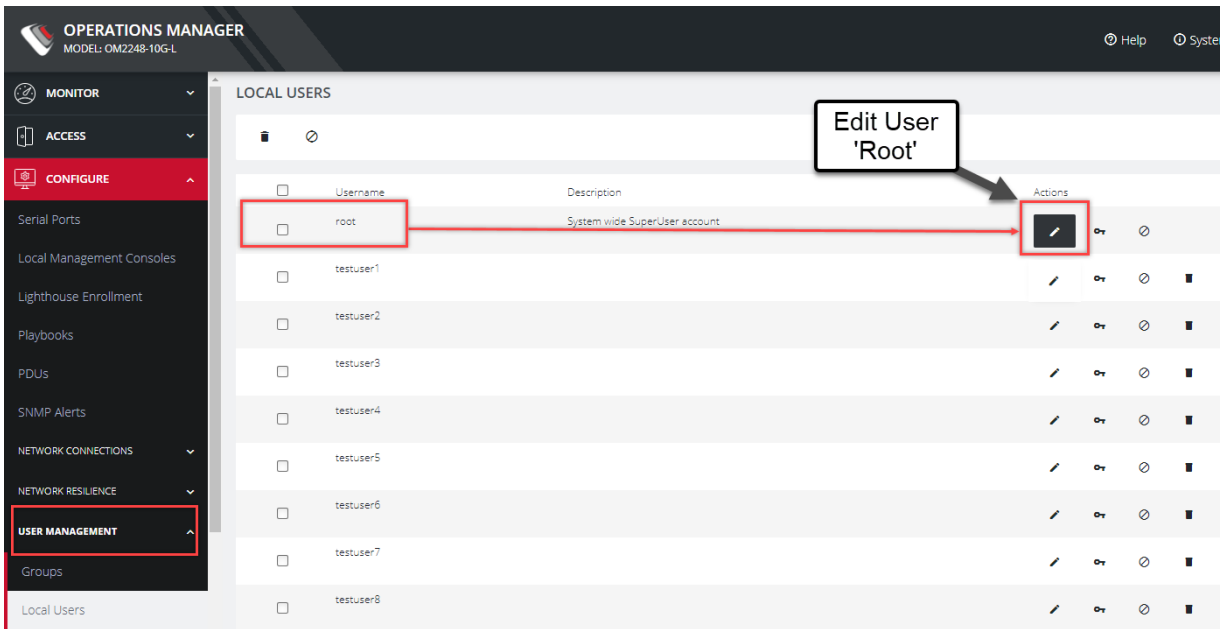 OPERATIONS MANAGER
MODEL: OM2248-10G-L
Help
Syste
MONITOR
ACCESS
CONFIGURE
Serial Ports
Local Management Consoles
Lighthouse Enrollment
Playbooks
PDUs
SNMP Alerts
NETWORK CONNECTIONS
NETWORK RESILIENCE
USER MANAGEMENT
Groups
Local Users
LOCAL USERS
Edit User
'Root'
Username Description Actions
root System wide SuperUser account
testuser1
testuser2
testuser3
testuser4
testuser5
testuser6
testuser7
testuser8